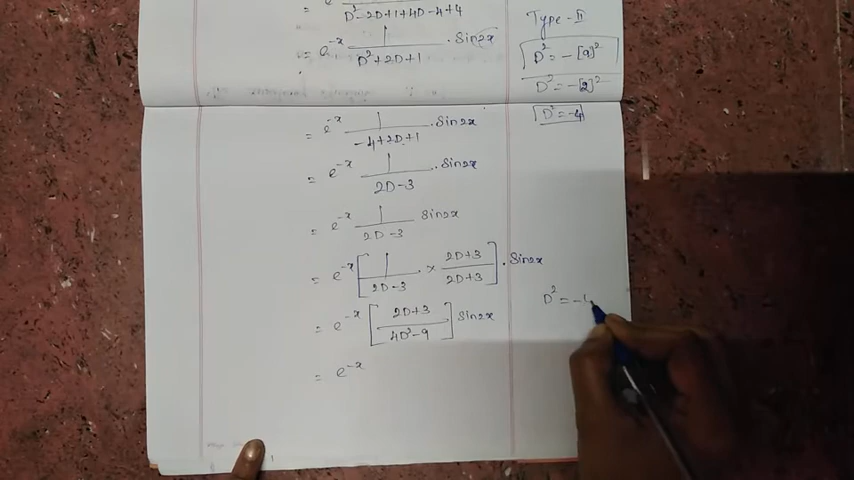 D²-2D+1+4D-4+4
= e^-x 1/(D²+2D+1) . Sin2x
= e^-x 1/(-4+2D+1) . Sin2x
= e^-x 1/(2D-3) . Sin2x
= e^-x 1/(2D-3) Sin2x
= e^-x [1/(2D-3) × (2D+3)/(2D+3)] . Sin2x
= e^-x [(2D+3)/(4D²-9)] Sin2x
= e^-x
Type-II
D² = -[a]²
D² = -[2]²
D² = -4
D² = -4